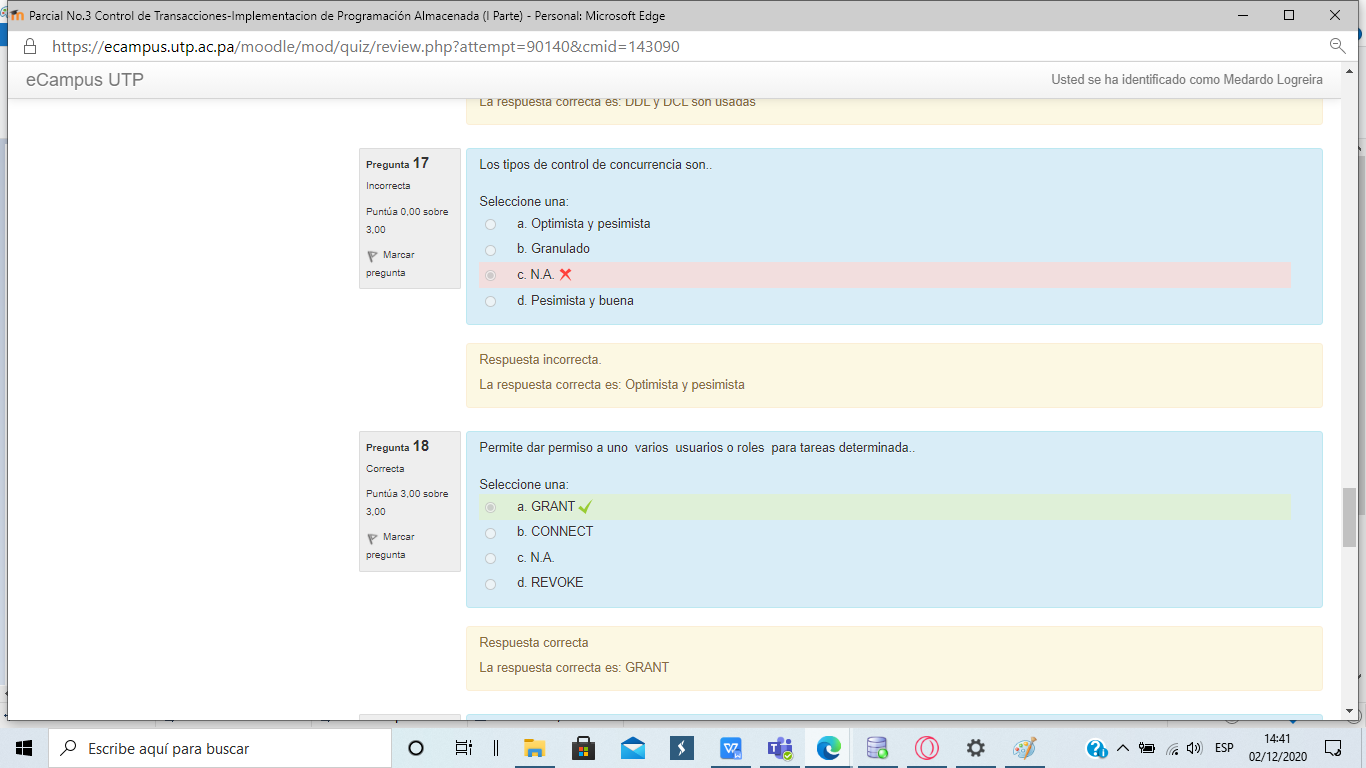 Parcial No.3 Control de Transacciones-Implementacion de Programación Almacenada (I Parte) - Personal: Microsoft Edge
https://ecampus.utp.ac.pa/moodle/mod/quiz/review.php?attempt=90140&cmid=143090
eCampus UTP
Usted se ha identificado como Medardo Logreira
La respuesta correcta es: DDL y DCL son usadas
Pregunta 17
Incorrecta
Puntúa 0,00 sobre
3,00
Marcar
pregunta
Los tipos de control de concurrencia son..
Seleccione una:
a. Optimista y pesimista
b. Granulado
c. N.A.
d. Pesimista y buena
Respuesta incorrecta.
La respuesta correcta es: Optimista y pesimista
Pregunta 18
Correcta
Puntúa 3,00 sobre
3,00
Marcar
pregunta
Permite dar permiso a uno  varios  usuarios o roles  para tareas determinada..
Seleccione una:
a. GRANT
b. CONNECT
c. N.A.
d. REVOKE
Respuesta correcta
La respuesta correcta es: GRANT
Escribe aquí para buscar
ESP
14:41
02/12/2020